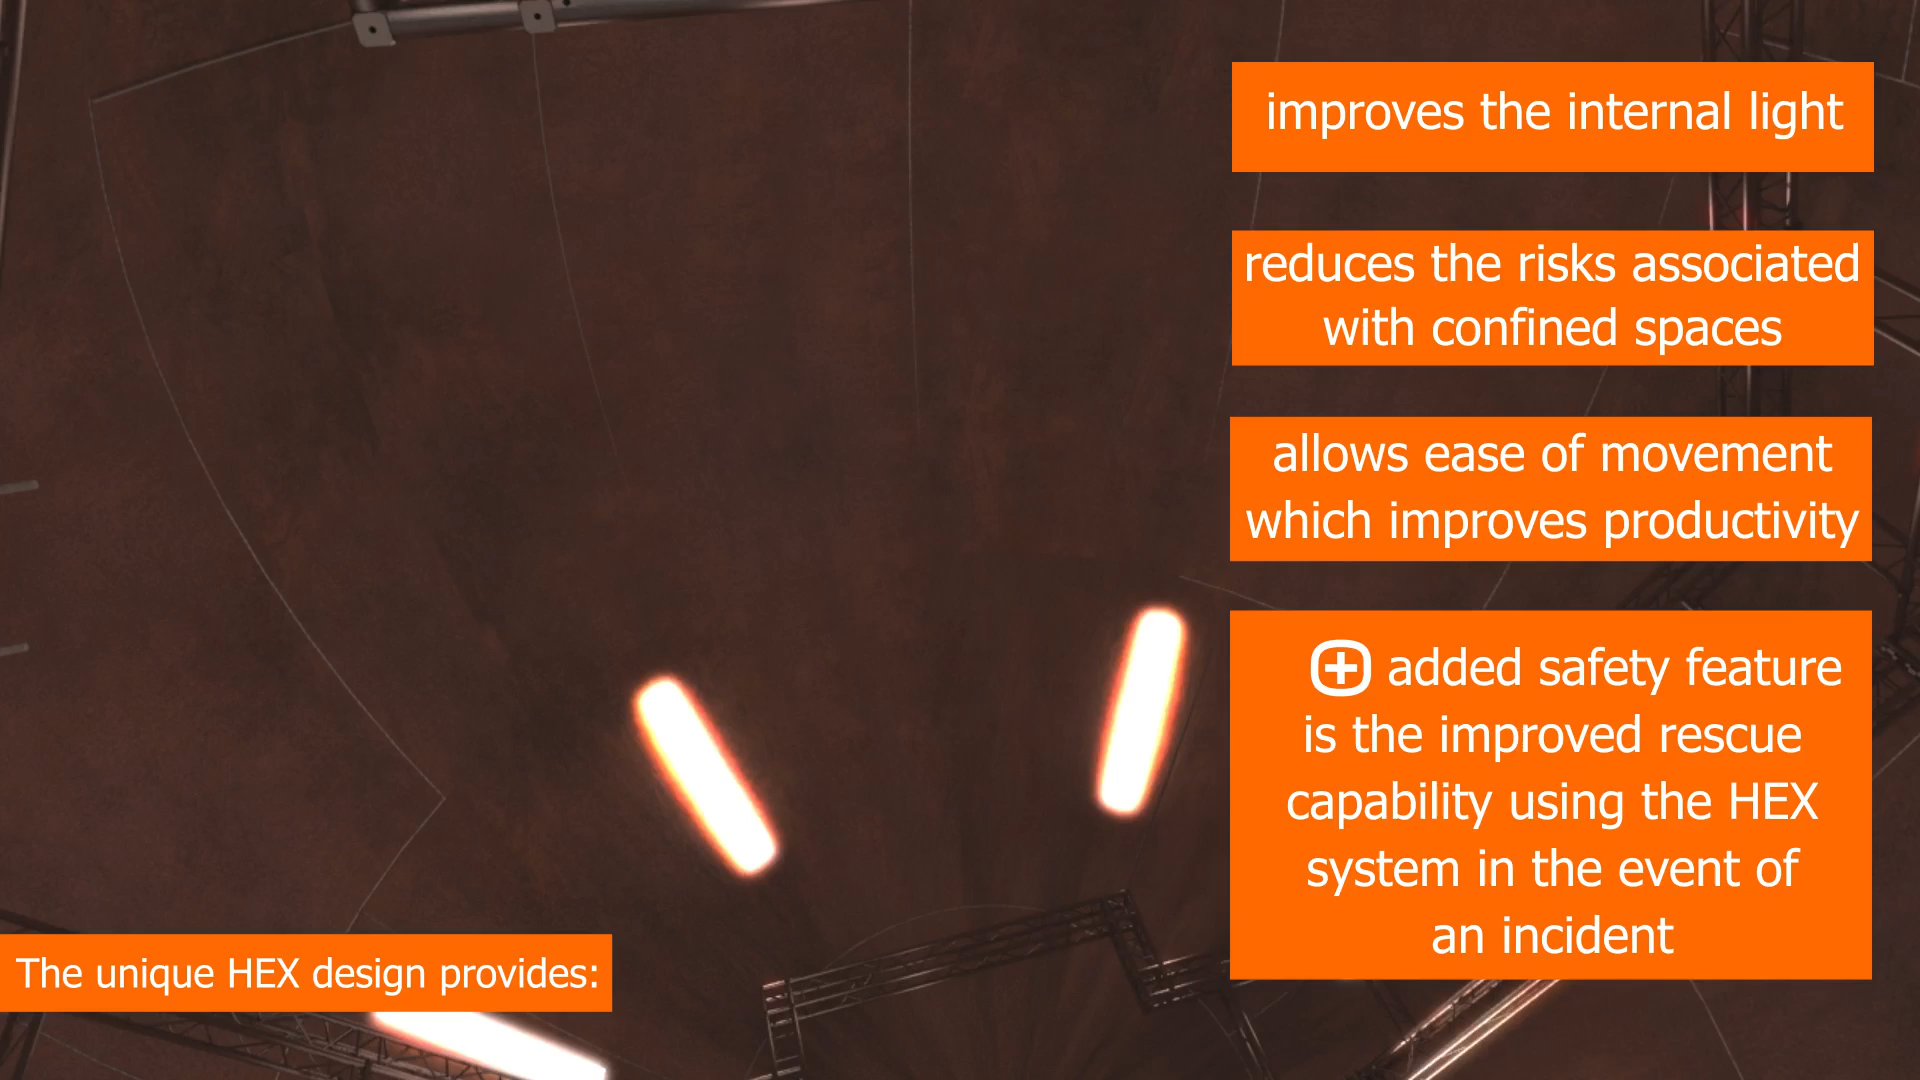 improves the internal light
reduces the risks associated
with confined spaces
allows ease of movement
which improves productivity
added safety feature
is the improved rescue
capability using the HEX
system in the event of
an incident
The unique HEX design provides: